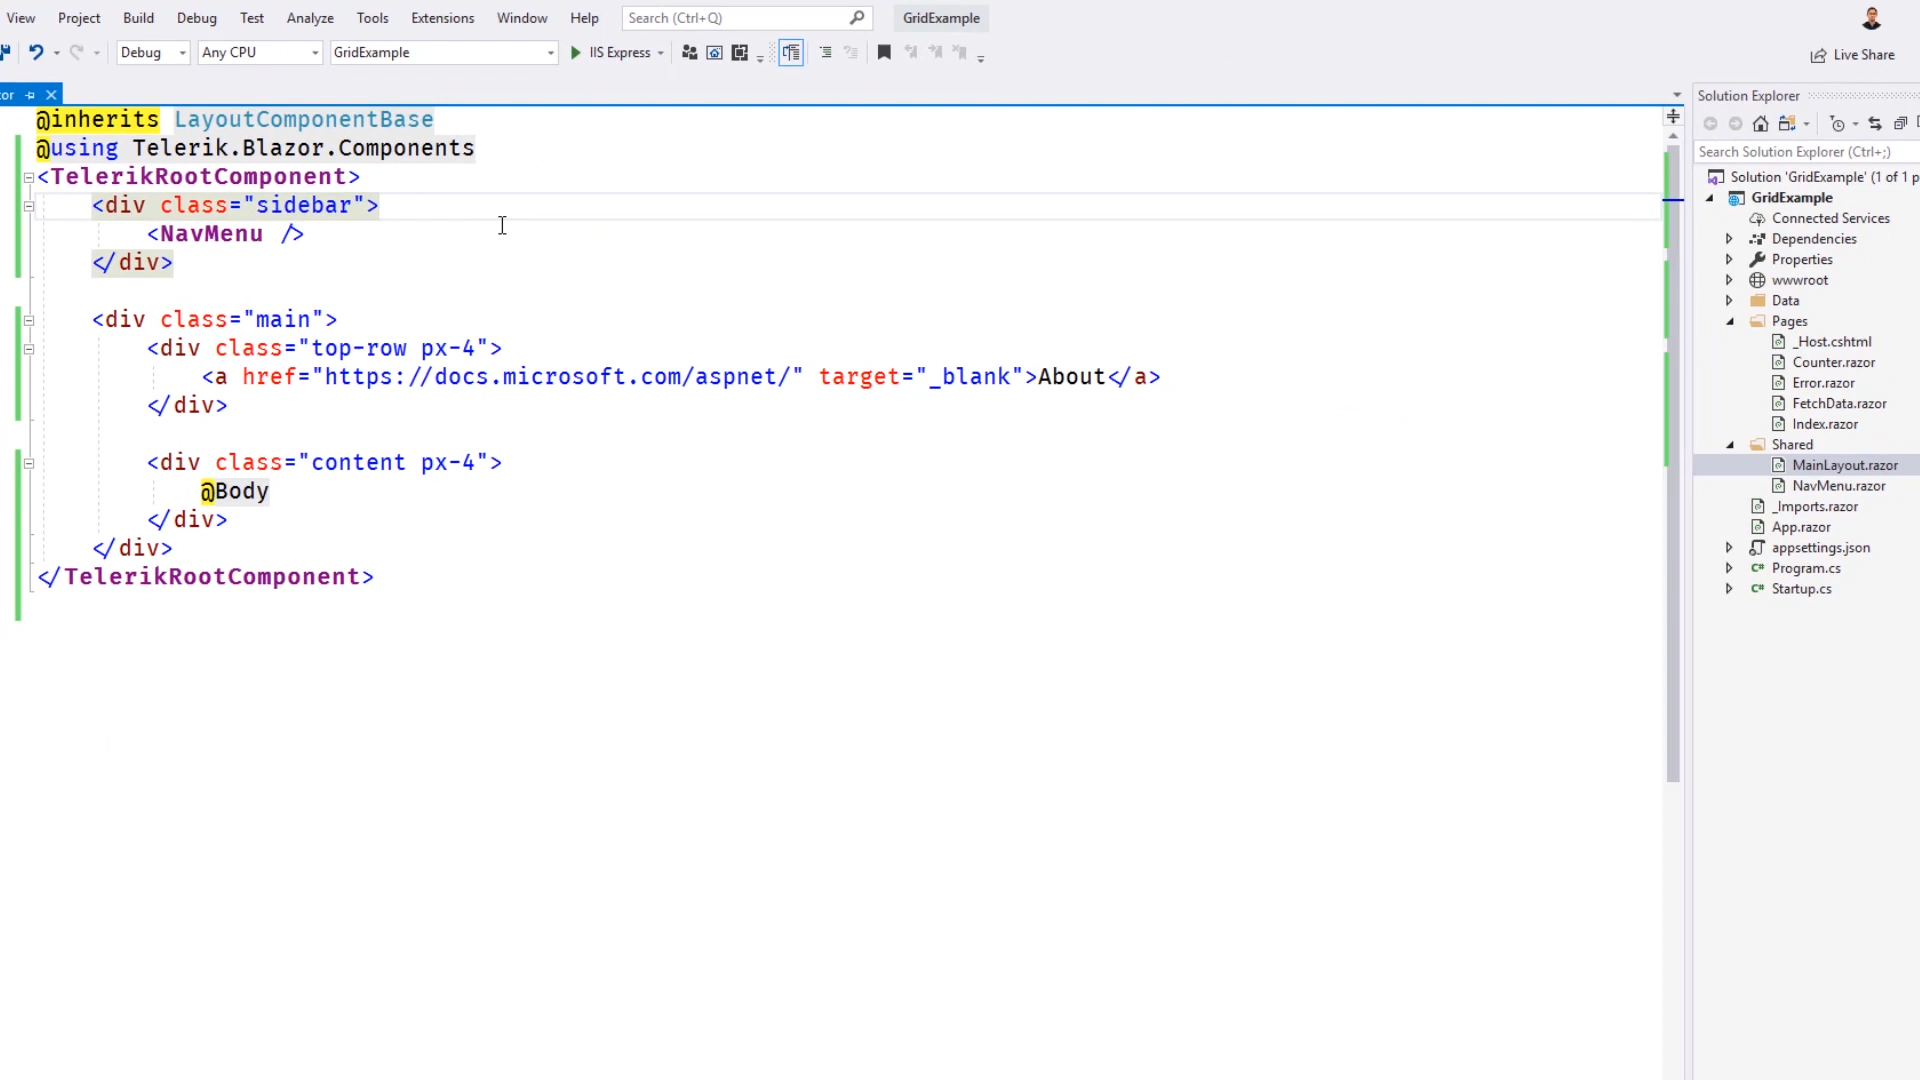 View Project Build Debug Test Analyze Tools Extensions Window Help Search (Ctrl+Q) GridExample
Debug Any CPU GridExample IIS Express Live Share
or
@inherits LayoutComponentBase
@using Telerik.Blazor.Components
<TelerikRootComponent>
<div class="sidebar">
<NavMenu />
</div>
<div class="main">
<div class="top-row px-4">
<a href="https://docs.microsoft.com/aspnet/" target="_blank">About</a>
</div>
<div class="content px-4">
@Body
</div>
</div>
</TelerikRootComponent>
Solution Explorer
Search Solution Explorer (Ctrl+;)
Solution 'GridExample' (1 of 1 p
GridExample
Connected Services
Dependencies
Properties
wwwroot
Data
Pages
_Host.cshtml
Counter.razor
Error.razor
FetchData.razor
Index.razor
Shared
MainLayout.razor
NavMenu.razor
_Imports.razor
App.razor
appsettings.json
C# Program.cs
C# Startup.cs